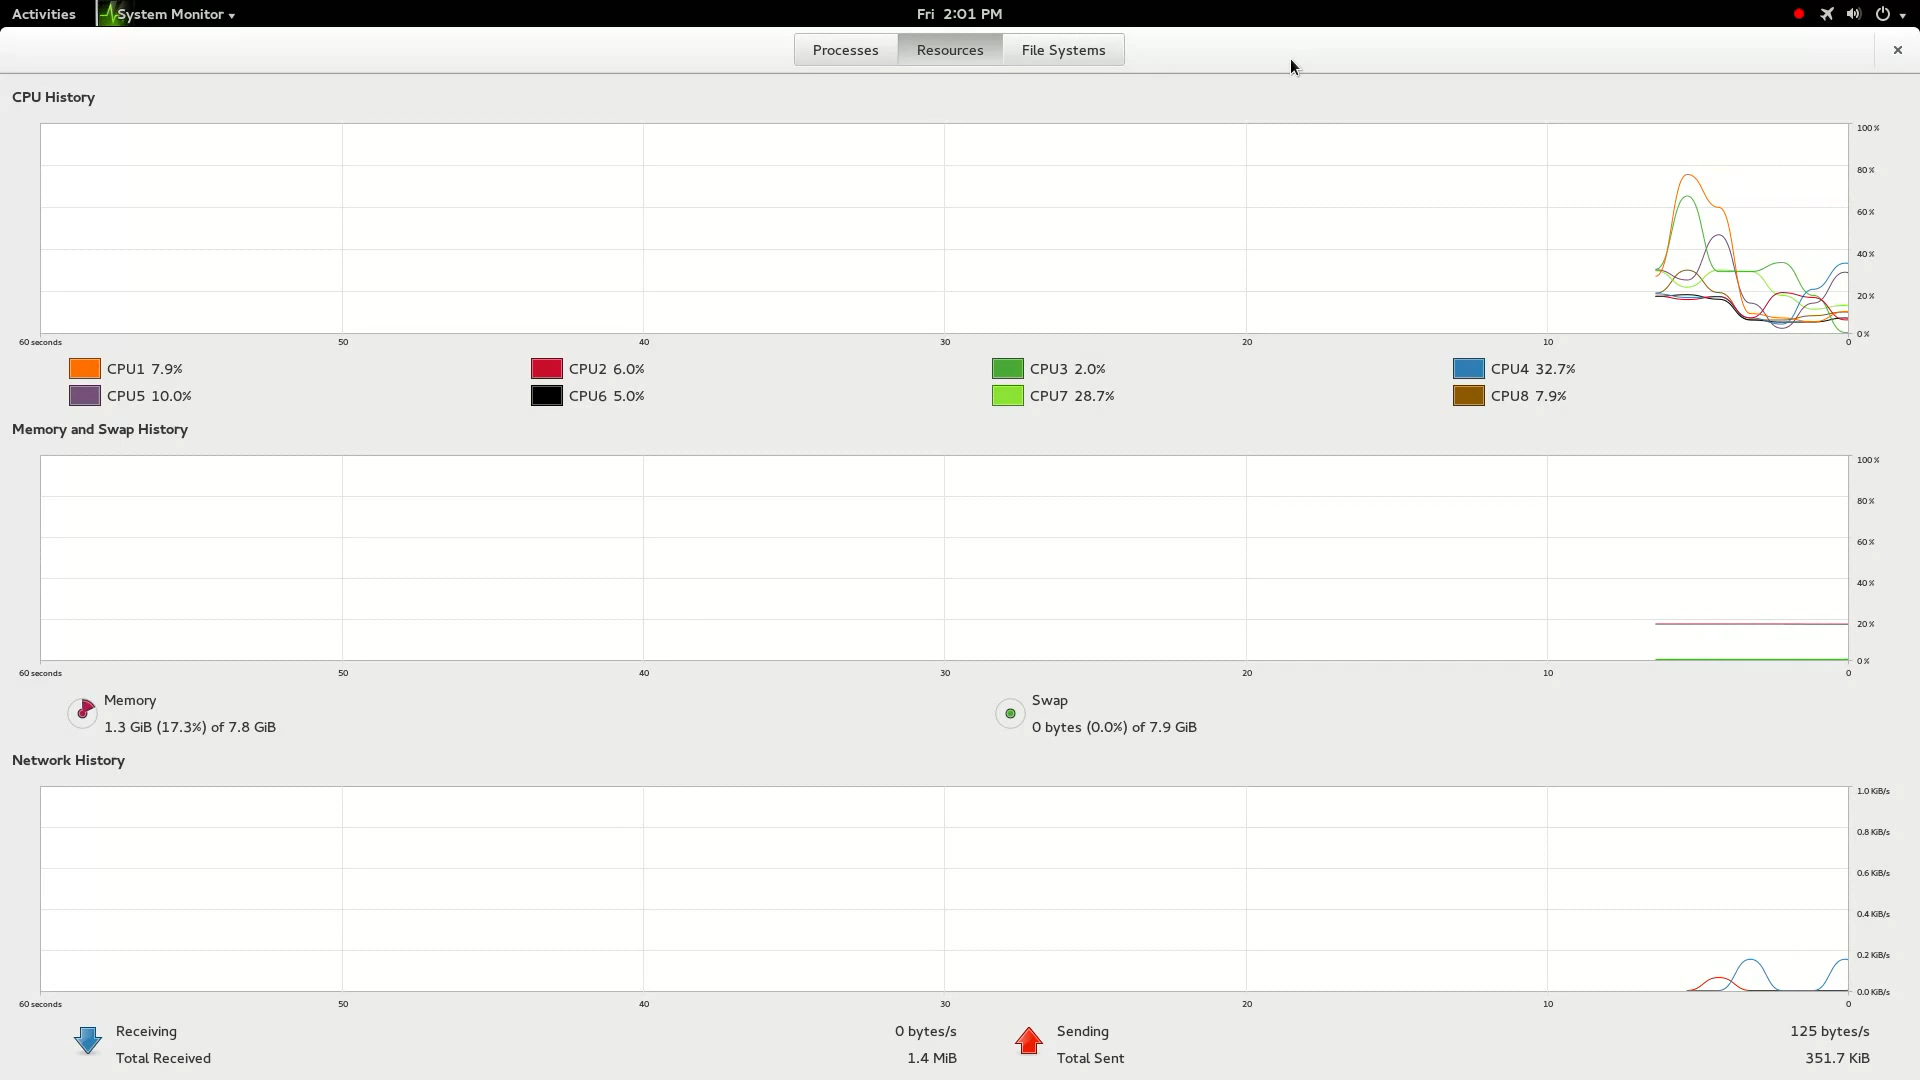 Activities System Monitor Fri 2:01 PM
Processes Resources File Systems
CPU History
100 %
80 %
60 %
40 %
20 %
0 %
60 seconds 50 40 30 20 10 0
CPU1 7.9% CPU2 6.0% CPU3 2.0% CPU4 32.7%
CPU5 10.0% CPU6 5.0% CPU7 28.7% CPU8 7.9%
Memory and Swap History
100 %
80 %
60 %
40 %
20 %
0 %
60 seconds 50 40 30 20 10 0
Memory Swap
1.3 GiB (17.3%) of 7.8 GiB 0 bytes (0.0%) of 7.9 GiB
Network History
1.0 KiB/s
0.8 KiB/s
0.6 KiB/s
0.4 KiB/s
0.2 KiB/s
0.0 KiB/s
60 seconds 50 40 30 20 10 0
Receiving 0 bytes/s Sending 125 bytes/s
Total Received 1.4 MiB Total Sent 351.7 KiB